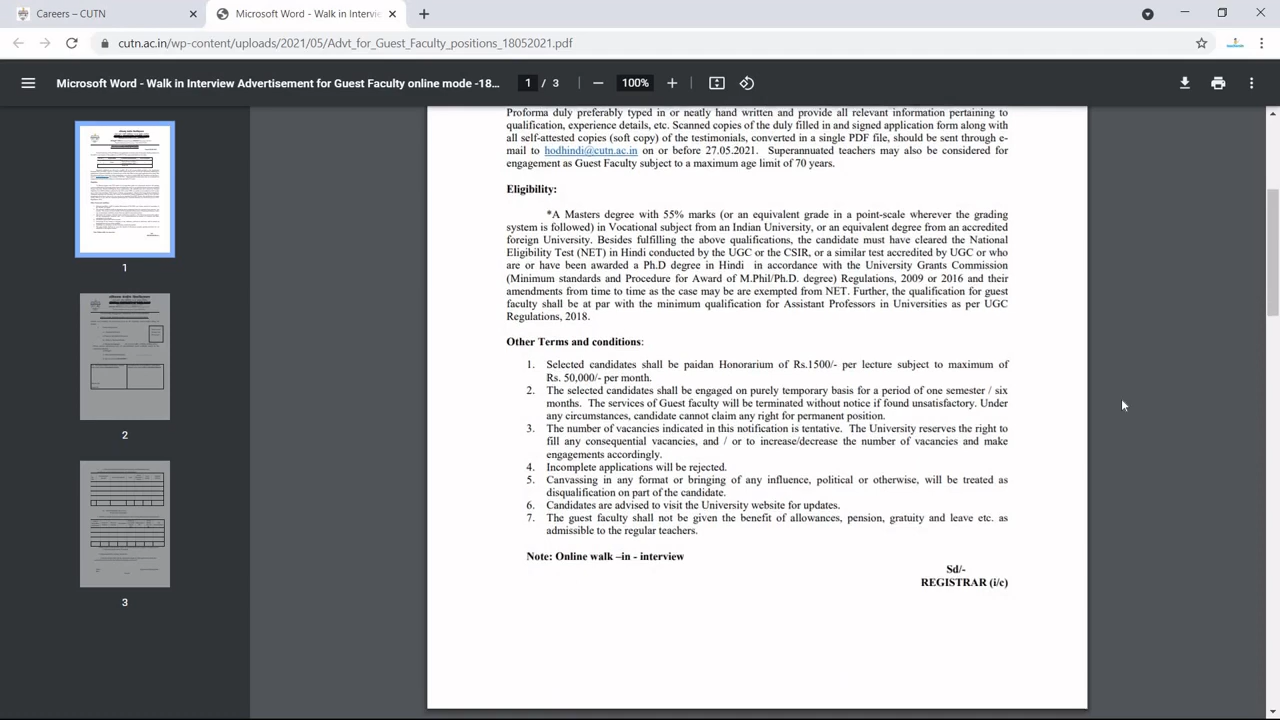 Careers – CUTN
Microsoft Word - Walk in Intervie
cutn.ac.in/wp-content/uploads/2021/05/Advt_for_Guest_Faculty_positions_18052021.pdf
Microsoft Word - Walk in Interview Advertisement for Guest Faculty online mode -18...
1 / 3
100%
Proforma duly preferably typed in or neatly hand written and provide all relevant information pertaining to
qualification, experience details, etc. Scanned copies of the duly filled in and signed application form along with
all self-attested copies (soft copy) of the testimonials, converted in a single PDF file, should be sent through e-
mail to hodhindi@cutn.ac.in on or before 27.05.2021. Superannuated teachers may also be considered for
engagement as Guest Faculty subject to a maximum age limit of 70 years.
Eligibility:
Masters degree with 55% marks (or an equivalent grade in a point-scale wherever the grading
system is followed) in Vocational subject from an Indian University, or an equivalent degree from an accredited
foreign University. Besides fulfilling the above qualifications, the candidate must have cleared the National
Eligibility Test (NET) in Hindi conducted by the UGC or the CSIR, or a similar test accredited by UGC or who
are or have been awarded a Ph.D degree in Hindi in accordance with the University Grants Commission
(Minimum standards and Procedure for Award of M.Phil/Ph.D. degree) Regulations, 2009 or 2016 and their
amendments from time to time as the case may be are exempted from NET. Further, the qualification for guest
faculty shall be at par with the minimum qualification for Assistant Professors in Universities as per UGC
Regulations, 2018.
Other Terms and conditions:
1. Selected candidates shall be paidan Honorarium of Rs.1500/- per lecture subject to maximum of
Rs. 50,000/- per month.
2. The selected candidates shall be engaged on purely temporary basis for a period of one semester / six
months. The services of Guest faculty will be terminated without notice if found unsatisfactory. Under
any circumstances, candidate cannot claim any right for permanent position.
3. The number of vacancies indicated in this notification is tentative. The University reserves the right to
fill any consequential vacancies, and / or to increase/decrease the number of vacancies and make
engagements accordingly.
4. Incomplete applications will be rejected.
5. Canvassing in any format or bringing of any influence, political or otherwise, will be treated as
disqualification on part of the candidate.
6. Candidates are advised to visit the University website for updates.
7. The guest faculty shall not be given the benefit of allowances, pension, gratuity and leave etc. as
admissible to the regular teachers.
Note: Online walk –in - interview
Sd/-
REGISTRAR (i/c)
1
2
3